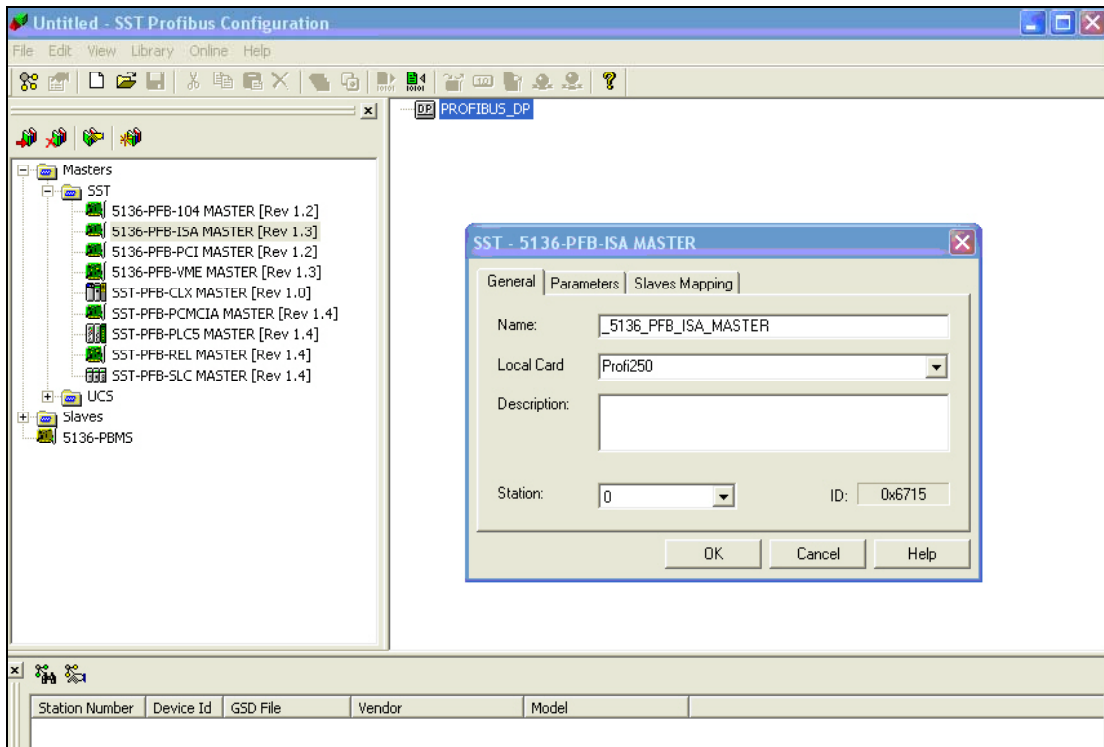 Untitled - SST Profibus Configuration
File Edit View Library Online Help
DP PROFIBUS_DP
Masters
SST
5136-PFB-104 MASTER [Rev 1.2]
5136-PFB-ISA MASTER [Rev 1.3]
5136-PFB-PCI MASTER [Rev 1.2]
5136-PFB-VME MASTER [Rev 1.3]
SST-PFB-CLX MASTER [Rev 1.0]
SST-PFB-PCMCIA MASTER [Rev 1.4]
SST-PFB-PLC5 MASTER [Rev 1.4]
SST-PFB-REL MASTER [Rev 1.4]
SST-PFB-SLC MASTER [Rev 1.4]
UCS
Slaves
5136-PBMS
SST - 5136-PFB-ISA MASTER
General Parameters Slaves Mapping
Name: _5136_PFB_ISA_MASTER
Local Card Profi250
Description:
Station: 0 ID: 0x6715
OK Cancel Help
Station Number Device Id GSD File Vendor Model